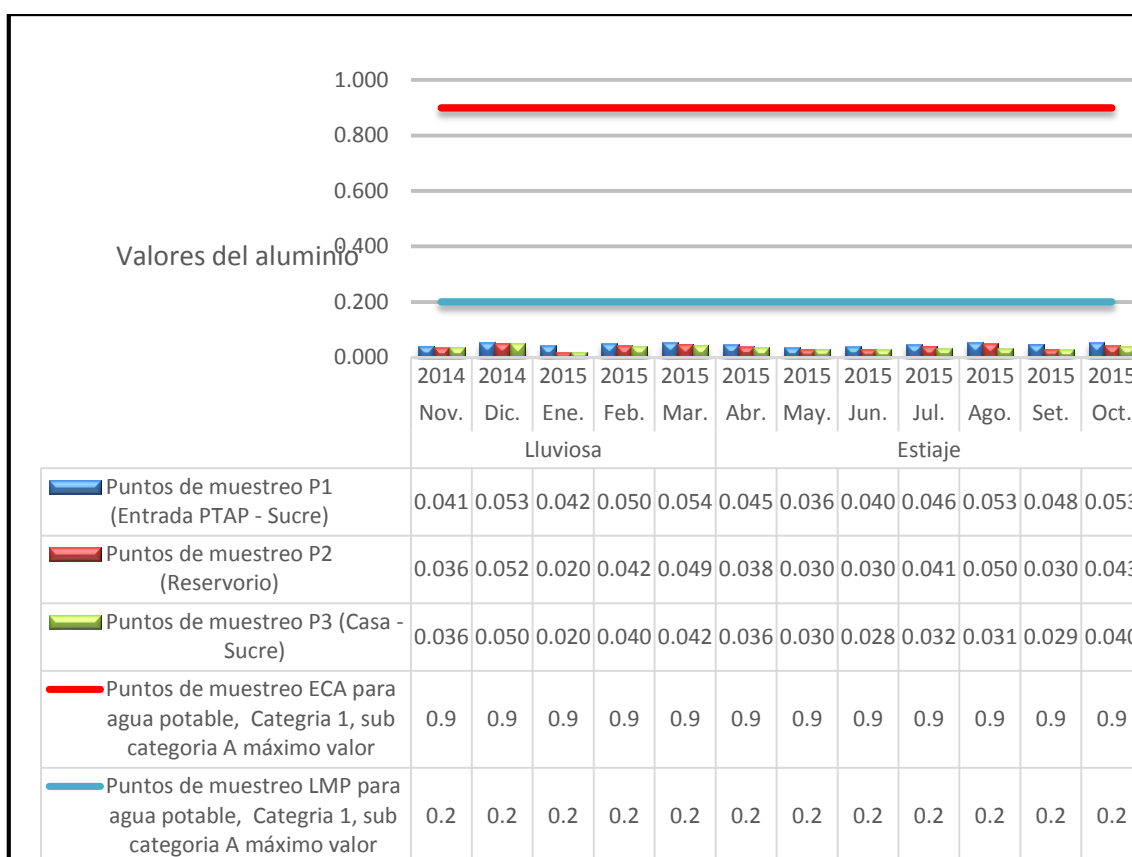 1.000
0.800
0.600
0.400
0.200
0.000
Valores del aluminio
2014 2014 2015 2015 2015 2015 2015 2015 2015 2015 2015 2015
Nov. Dic. Ene. Feb. Mar. Abr. May. Jun. Jul. Ago. Set. Oct.
Lluviosa Estiaje
Puntos de muestreo P1
(Entrada PTAP - Sucre)
0.041 0.053 0.042 0.050 0.054 0.045 0.036 0.040 0.046 0.053 0.048 0.053
Puntos de muestreo P2
(Reservorio)
0.036 0.052 0.020 0.042 0.049 0.038 0.030 0.030 0.041 0.050 0.030 0.043
Puntos de muestreo P3 (Casa -
Sucre)
0.036 0.050 0.020 0.040 0.042 0.036 0.030 0.028 0.032 0.031 0.029 0.040
Puntos de muestreo ECA para
agua potable, Categria 1, sub
categoria A máximo valor
0.9 0.9 0.9 0.9 0.9 0.9 0.9 0.9 0.9 0.9 0.9 0.9
Puntos de muestreo LMP para
agua potable, Categria 1, sub
categoria A máximo valor
0.2 0.2 0.2 0.2 0.2 0.2 0.2 0.2 0.2 0.2 0.2 0.2